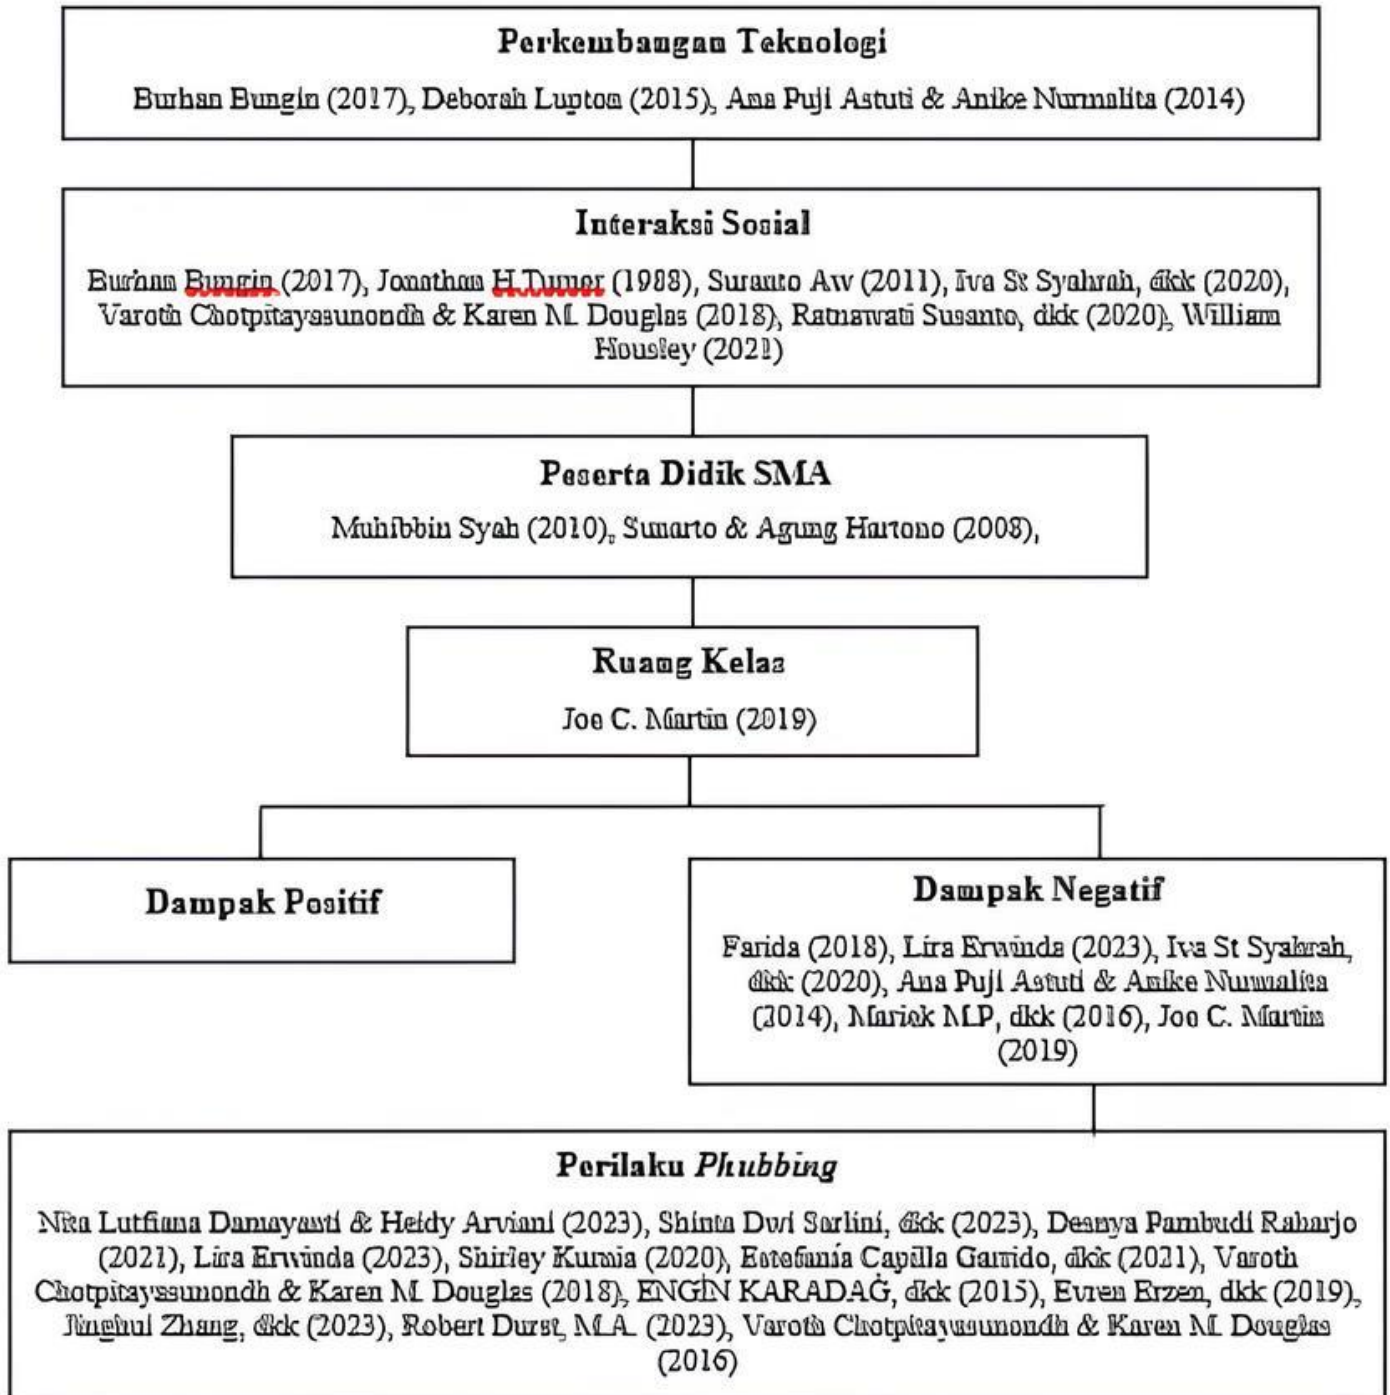 Perkembangan Teknologi
Burhan Bungin (2017), Deborah Lupton (2015), Ana Puji Astuti & Anike Nurmalita (2014)
Interaksi Sosial
Burhan Bungin (2017), Jonathan H.Turner (1988), Suranto Aw (2011), Iva St Syahrah, dkk (2020),
Varoth Chotpitayasunondh & Karen M. Douglas (2018), Ratnawati Susanto, dkk (2020), William
Housley (2021)
Peserta Didik SMA
Muhibbin Syah (2010), Sunarto & Agung Hartono (2008),
Ruang Kelas
Joe C. Martin (2019)
Dampak Positif
Dampak Negatif
Farida (2018), Lira Erwinda (2023), Iva St Syahrah,
dkk (2020), Ana Puji Astuti & Anike Nurmalita
(2014), Mariek M.P, dkk (2016), Joe C. Martin
(2019)
Perilaku Phubbing
Nita Lutfiana Damayanti & Heidy Arviani (2023), Shinta Dwi Sarlini, dkk (2023), Desnya Pambudi Raharjo
(2021), Lira Erwinda (2023), Shirley Kurnia (2020), Estefanía Capilla Garrido, dkk (2021), Varoth
Chotpitayasunondh & Karen M. Douglas (2018), ENGİN KARADAĞ, dkk (2015), Evren Erzen, dkk (2019),
Jinghui Zhang, dkk (2023), Robert Durst, M.A. (2023), Varoth Chotpitayasunondh & Karen M. Douglas
(2016)